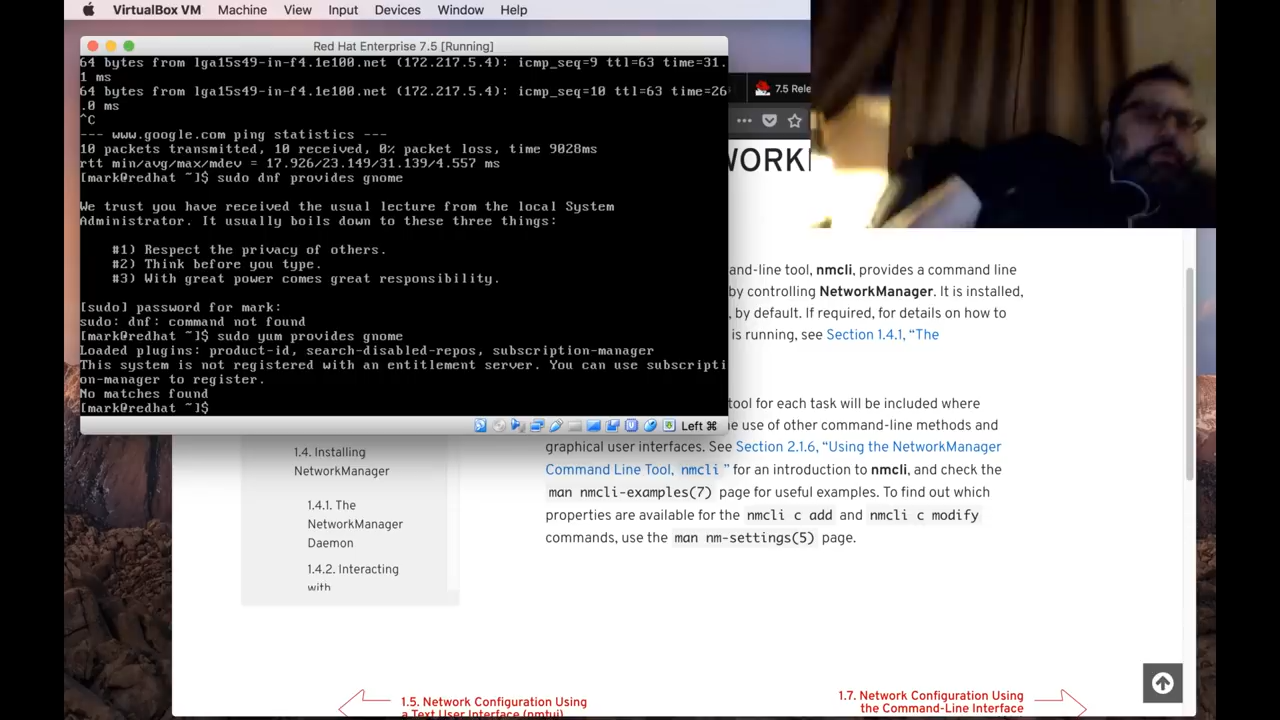 VirtualBox VM Machine View Input Devices Window Help
Red Hat Enterprise 7.5 [Running]
64 bytes from lga15s49-in-f4.1e100.net (172.217.5.4): icmp_seq=9 ttl=63 time=31.
1 ms
64 bytes from lga15s49-in-f4.1e100.net (172.217.5.4): icmp_seq=10 ttl=63 time=26
.0 ms
^C
--- www.google.com ping statistics ---
10 packets transmitted, 10 received, 0% packet loss, time 9028ms
rtt min/avg/max/mdev = 17.926/23.149/31.139/4.557 ms
[mark@redhat ~]$ sudo dnf provides gnome
We trust you have received the usual lecture from the local System
Administrator. It usually boils down to these three things:
#1) Respect the privacy of others.
#2) Think before you type.
#3) With great power comes great responsibility.
[sudo] password for mark:
sudo: dnf: command not found
[mark@redhat ~]$ sudo yum provides gnome
Loaded plugins: product-id, search-disabled-repos, subscription-manager
This system is not registered with an entitlement server. You can use subscripti
on-manager to register.
No matches found
[mark@redhat ~]$
Left ⌘
7.5 Rele
WORK
and-line tool, nmcli, provides a command line
by controlling NetworkManager. It is installed,
, by default. If required, for details on how to
is running, see Section 1.4.1, “The
tool for each task will be included where
e use of other command-line methods and
graphical user interfaces. See Section 2.1.6, “Using the NetworkManager
Command Line Tool, nmcli ” for an introduction to nmcli, and check the
man nmcli-examples(7) page for useful examples. To find out which
properties are available for the nmcli c add and nmcli c modify
commands, use the man nm-settings(5) page.
1.4. Installing
NetworkManager
1.4.1. The
NetworkManager
Daemon
1.4.2. Interacting
with
1.5. Network Configuration Using
a Text User Interface (nmtui)
1.7. Network Configuration Using
the Command-Line Interface